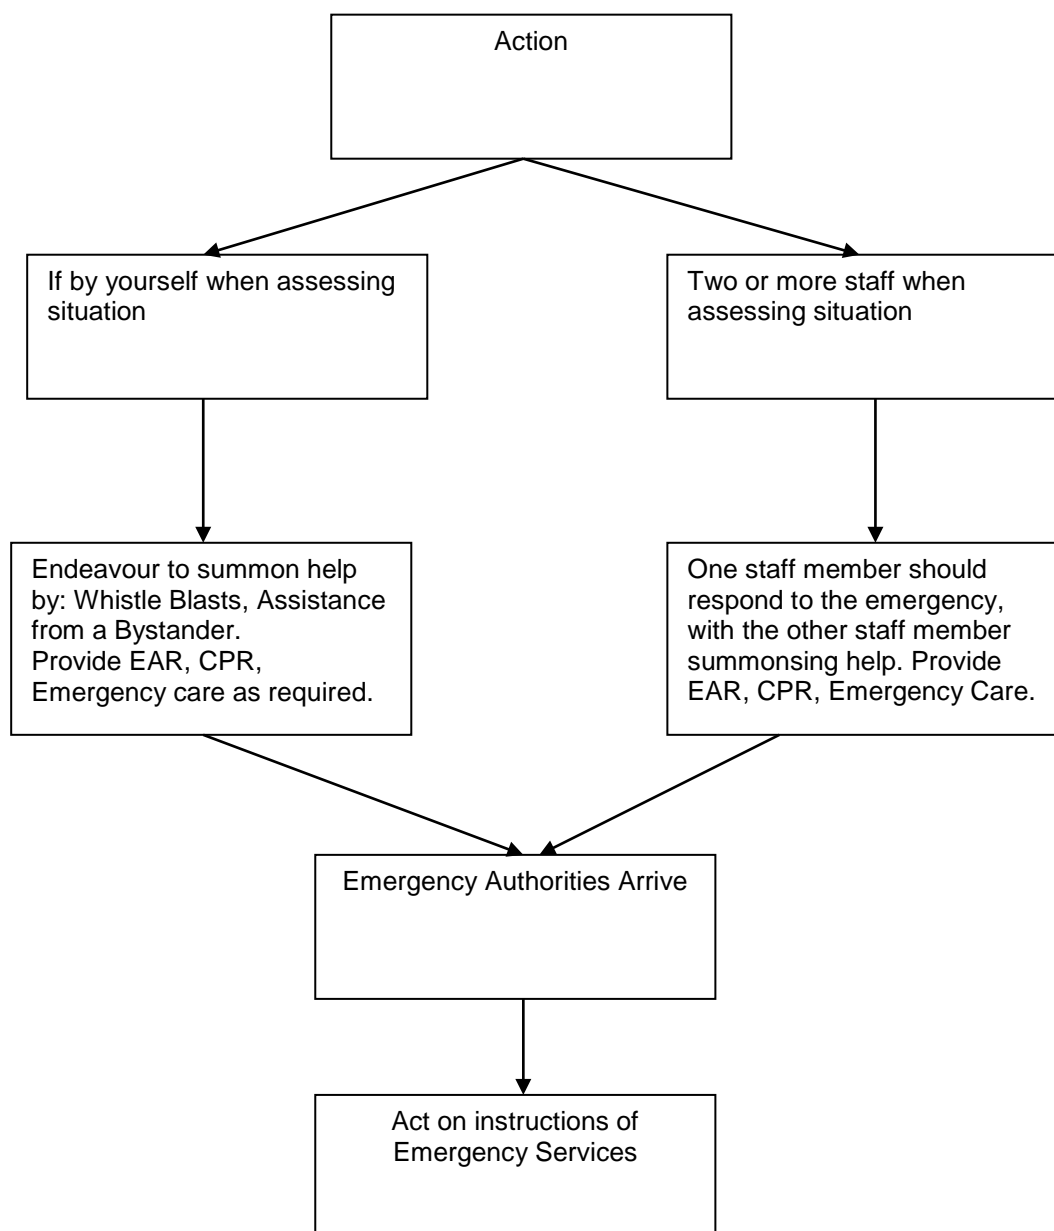 Action
If by yourself when assessing
situation
Two or more staff when
assessing situation
Endeavour to summon help
by: Whistle Blasts, Assistance
from a Bystander.
Provide EAR, CPR,
Emergency care as required.
One staff member should
respond to the emergency,
with the other staff member
summonsing help. Provide
EAR, CPR, Emergency Care.
Emergency Authorities Arrive
Act on instructions of
Emergency Services